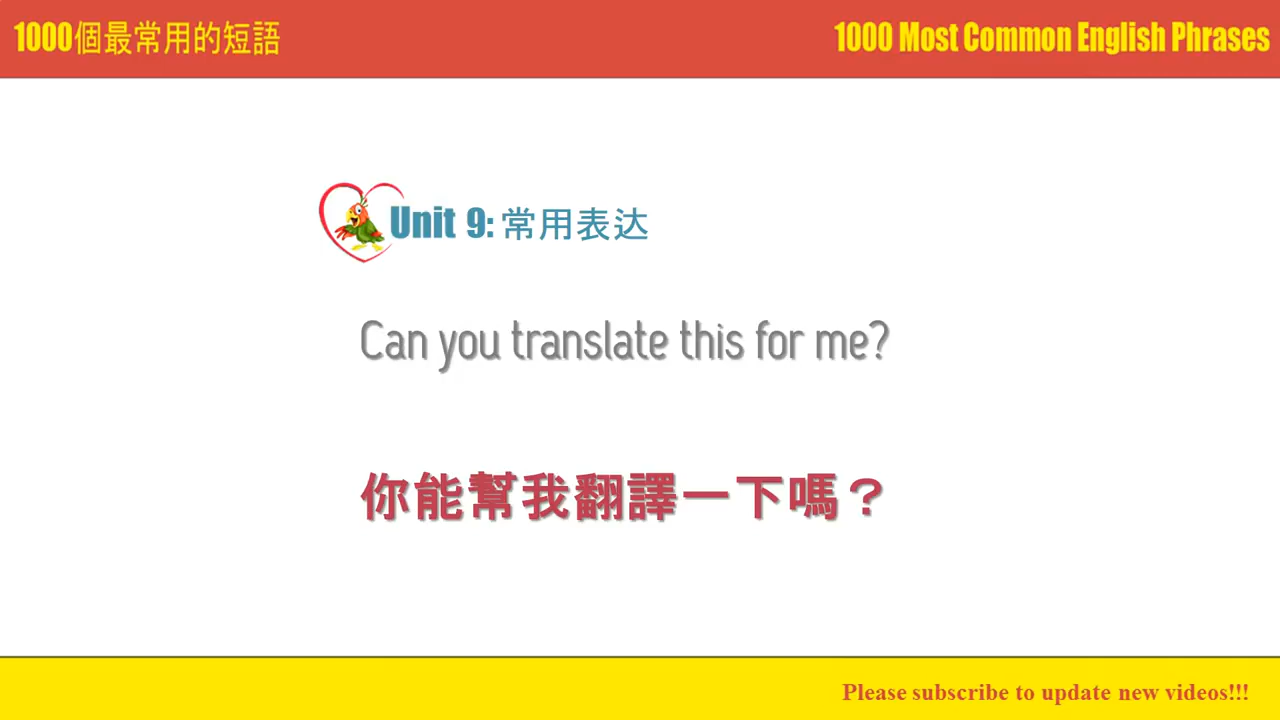 1000個最常用的短語
1000 Most Common English Phrases
Unit 9: 常用表达
Can you translate this for me?
你能幫我翻譯一下嗎？
Please subscribe to update new videos!!!